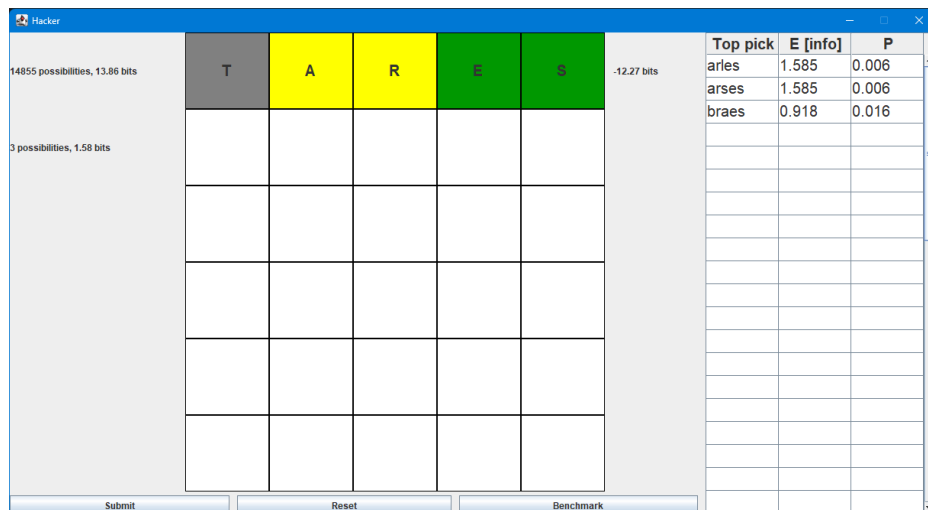 Hacker
14855 possibilities, 13.86 bits
T A R E S
-12.27 bits
3 possibilities, 1.58 bits
Submit Reset Benchmark
Top pick E [info] P
arles 1.585 0.006
arses 1.585 0.006
braes 0.918 0.016